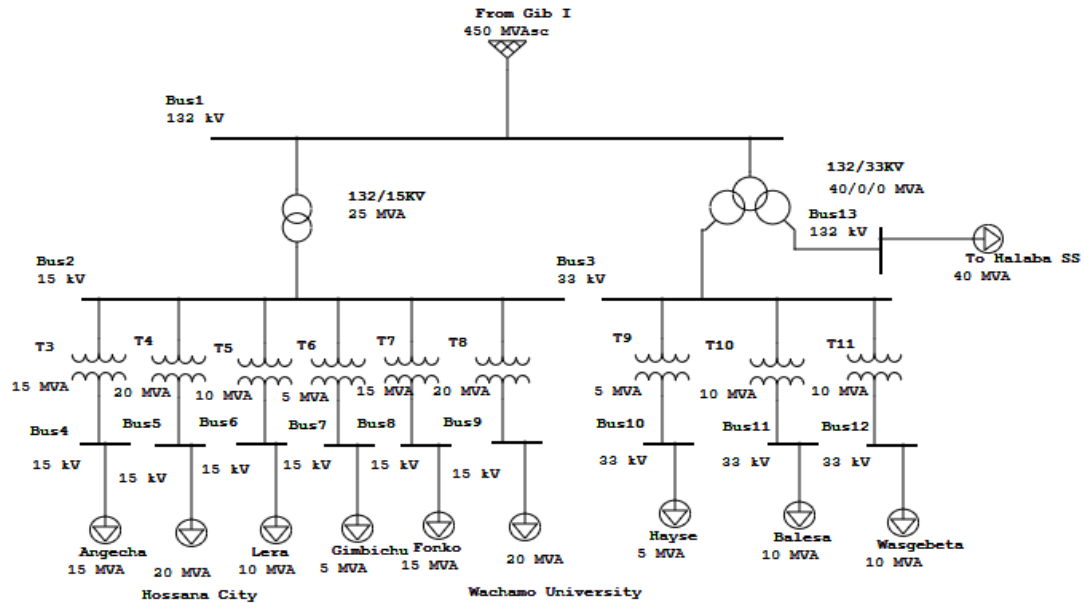 From Gib I
450 MVAsc
Bus1
132 kV
132/15KV
25 MVA
132/33KV
40/0/0 MVA
Bus13
132 kV
To Halaba SS
40 MVA
Bus2
15 kV
Bus3
33 kV
T3
T4
T5
T6
T7
T8
T9
T10
T11
15 MVA
20 MVA
10 MVA
5 MVA
15 MVA
20 MVA
5 MVA
10 MVA
10 MVA
Bus4
Bus5
Bus6
Bus7
Bus8
Bus9
Bus10
Bus11
Bus12
15 kV
15 kV
15 kV
15 kV
15 kV
15 kV
33 kV
33 kV
33 kV
Angecha
15 MVA
20 MVA
Lera
10 MVA
Gimbichu
5 MVA
Fonko
15 MVA
20 MVA
Hayse
5 MVA
Balesa
10 MVA
Wasgebeta
10 MVA
Hossana City
Wachamo University